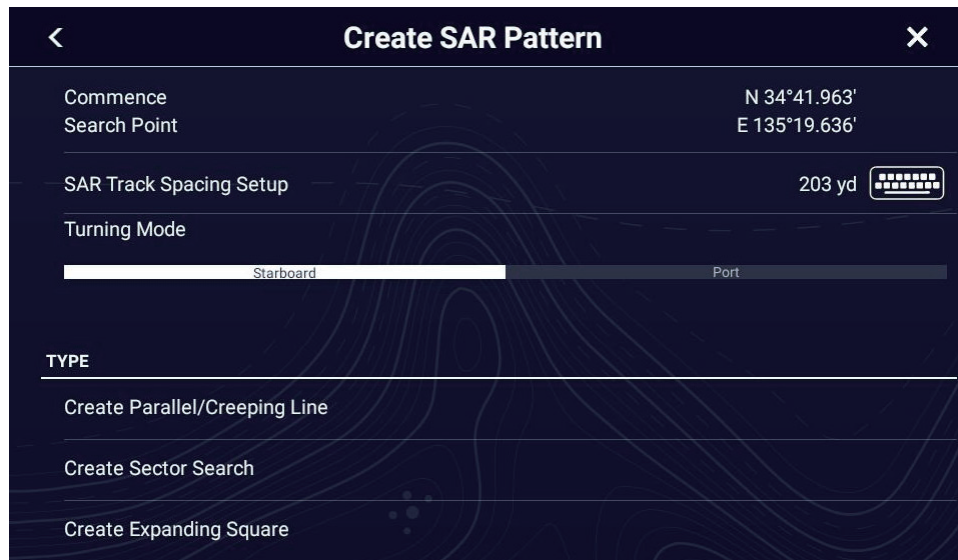 Create SAR Pattern
Commence
Search Point
N 34°41.963'
E 135°19.636'
SAR Track Spacing Setup
203 yd
Turning Mode
Starboard
Port
TYPE
Create Parallel/Creeping Line
Create Sector Search
Create Expanding Square